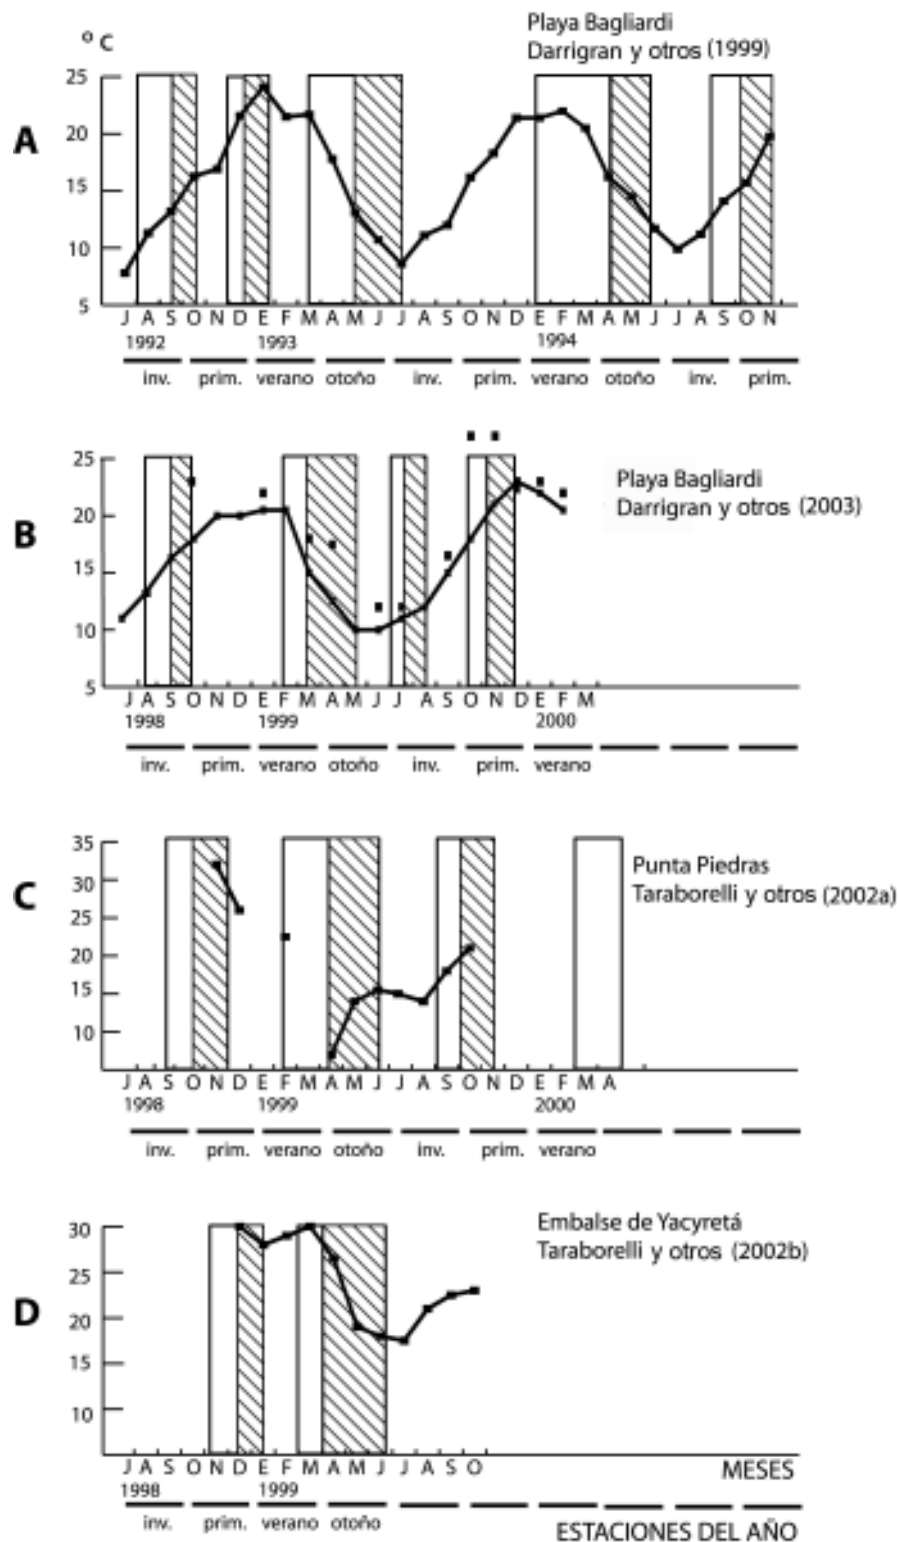 Playa Bagliardi
Darrigran y otros (1999)
° C
A
25
20
15
10
5
J A S O N D E F M A M J J A S O N D E F M A M J J A S O N
1992 1993 1994
inv. prim. verano otoño inv. prim. verano otoño inv. prim.
B
25
20
15
10
5
Playa Bagliardi
Darrigran y otros (2003)
J A S O N D E F M A M J J A S O N D E F M
1998 1999 2000
inv. prim. verano otoño inv. prim. verano
C
35
30
25
20
15
10
Punta Piedras
Taraborelli y otros (2002a)
J A S O N D E F M A M J J A S O N D E F M A
1998 1999 2000
inv. prim. verano otoño inv. prim. verano
D
30
25
20
15
10
Embalse de Yacyretá
Taraborelli y otros (2002b)
J A S O N D E F M A M J J A S O
MESES
1998 1999
inv. prim. verano otoño
ESTACIONES DEL AÑO